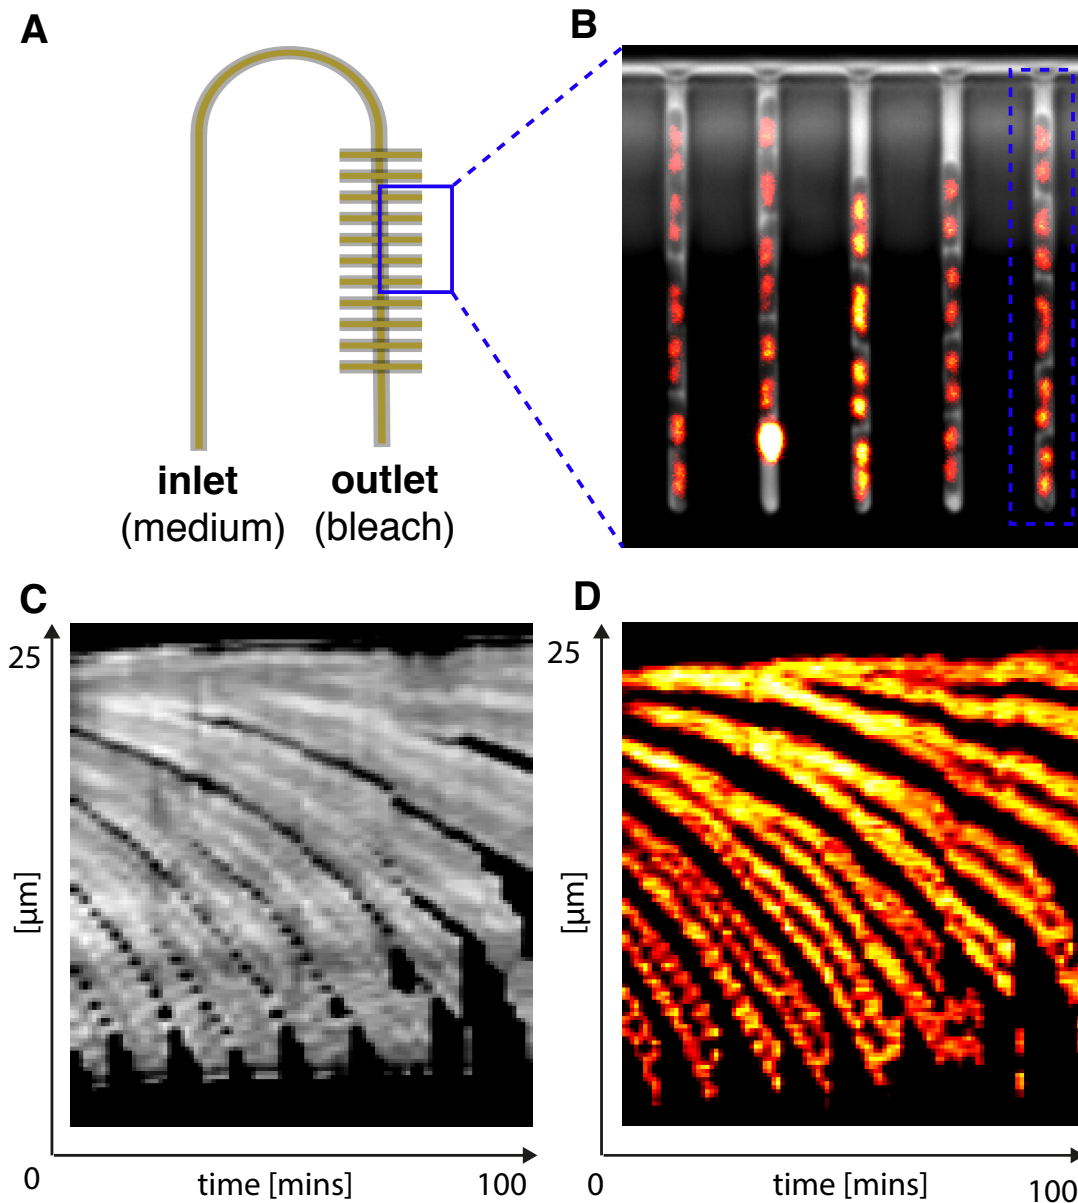 A
B
inlet
outlet
(medium)
(bleach)
C
D
25
25
[µm]
[µm]
0
time [mins]
100
0
time [mins]
100